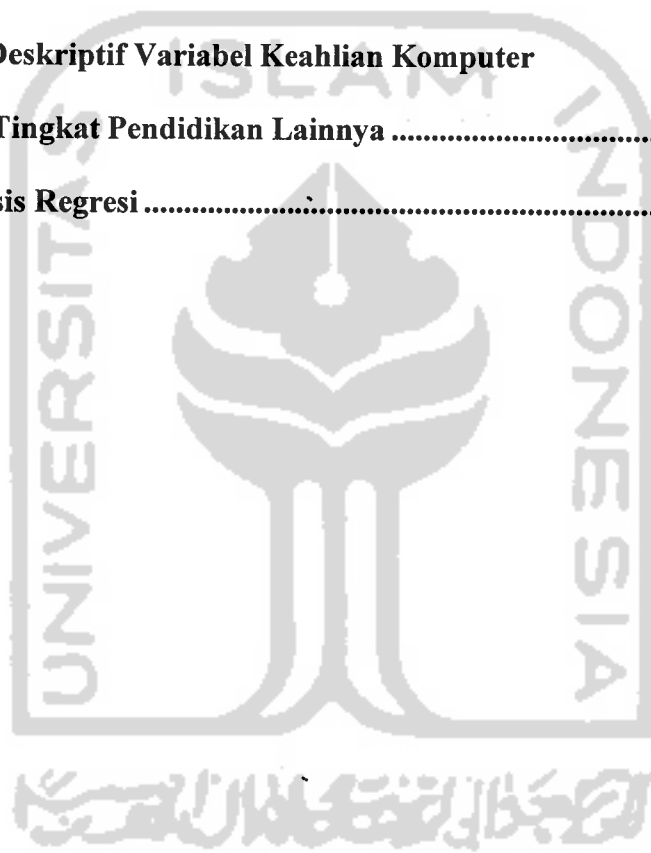 Deskriptif Variabel Keahlian Komputer
Tingkat Pendidikan Lainnya ................................
sis Regresi ................................................................
ISLAM
UNIVERSITAS
INDONESIA